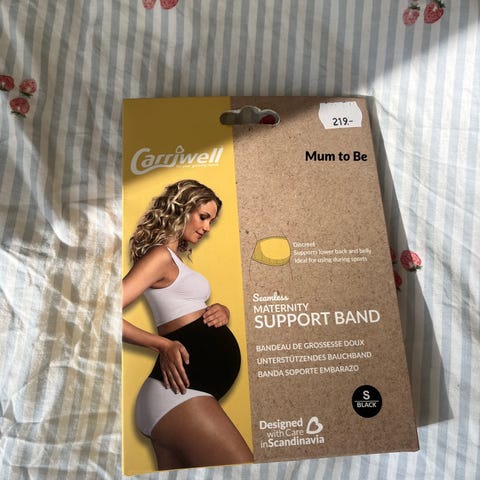 219.-
Carriwell
Mum to Be
Discreet
Supports lower back and belly
Ideal for using during sports
Seamless
MATERNITY
SUPPORT BAND
BANDEAU DE GROSSESSE DOUX
UNTERSTÜTZENDES BAUCHBAND
BANDA SOPORTE EMBARAZO
S
BLACK
Designed
with Care
in Scandinavia